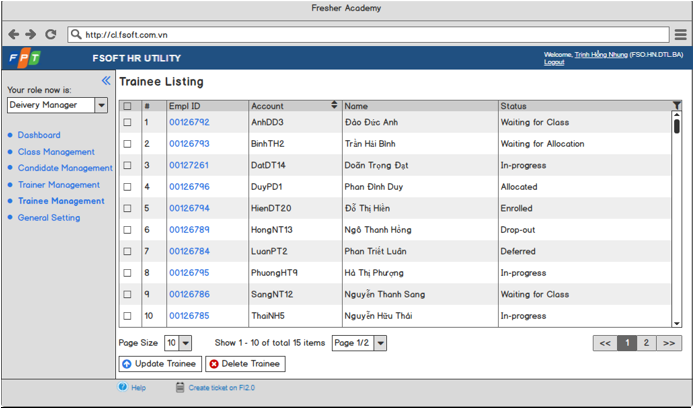 Fresher Academy
http://cl.fsoft.com.vn
FPT
FSOFT HR UTILITY
Welcome, Trinh Hồng Nhung (FSO.HN.DTL.BA)
Logout
Your role now is:
Deivery Manager
Dashboard
Class Management
Candidate Management
Trainer Management
Trainee Management
General Setting
Trainee Listing
# Empl ID Account Name Status
1 00126792 AnhDD3 Đào Đức Anh Waiting for Class
2 00126793 BinhTH2 Trần Hải Bình Waiting for Allocation
3 00127261 DatDT14 Doãn Trọng Đạt In-progress
4 00126796 DuyPD1 Phan Đình Duy Allocated
5 00126794 HienDT20 Đỗ Thị Hiền Enrolled
6 00126789 HongNT13 Ngô Thanh Hồng Drop-out
7 00126784 LuanPT2 Phan Triết Luân Deferred
8 00126795 PhuongHT9 Hà Thị Phượng In-progress
9 00126786 SangNT12 Nguyễn Thanh Sang Waiting for Class
10 00126785 ThaiNH5 Nguyễn Hữu Thái In-progress
Page Size 10 Show 1 - 10 of total 15 items Page 1/2 << 1 2 >>
Update Trainee Delete Trainee
Help Create ticket on FI2.0